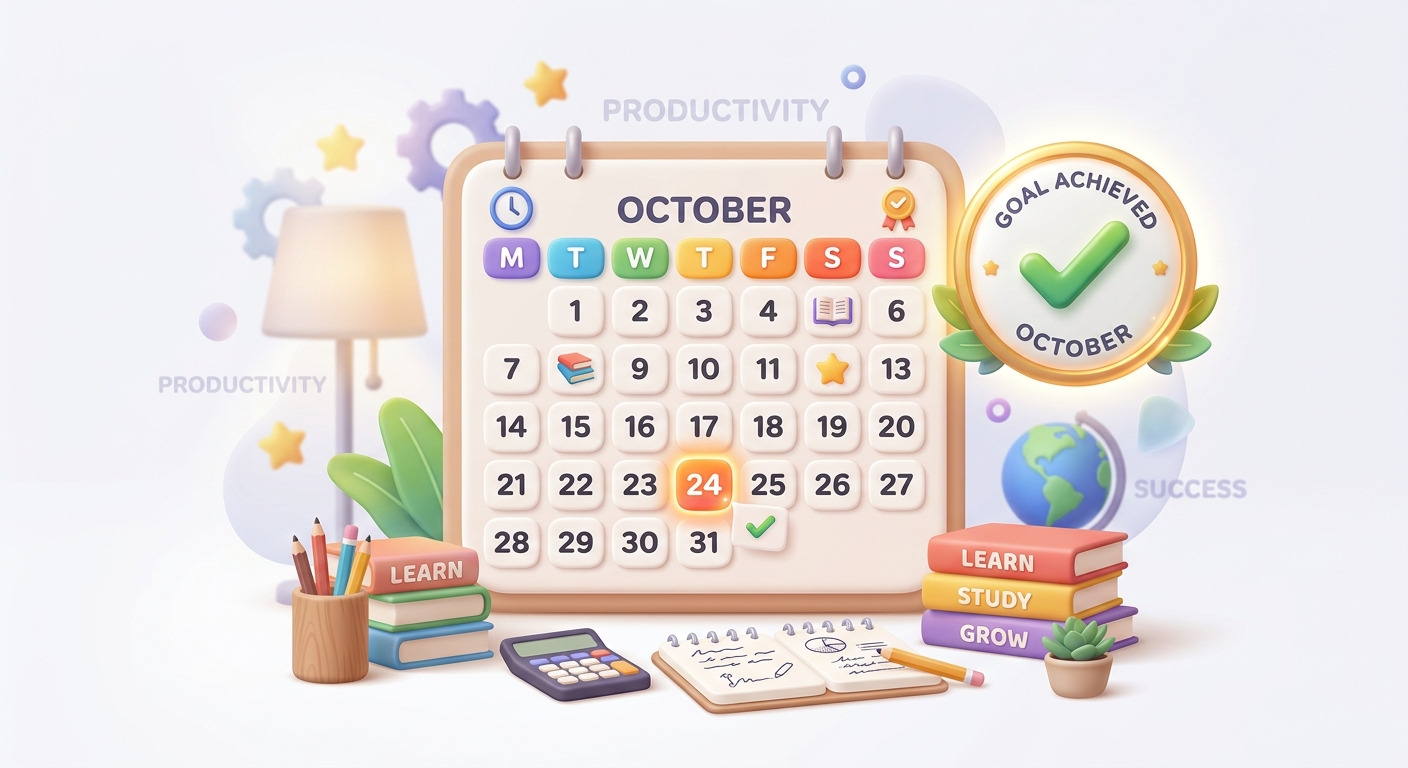 PRODUCTIVITY
OCTOBER
M T W T F S S
1 2 3 4 6
7 9 10 11 13
14 15 16 17 18 19 20
21 22 23 24 25 26 27
28 29 30 31
GOAL ACHIEVED
OCTOBER
PRODUCTIVITY
SUCCESS
LEARN
LEARN
STUDY
GROW